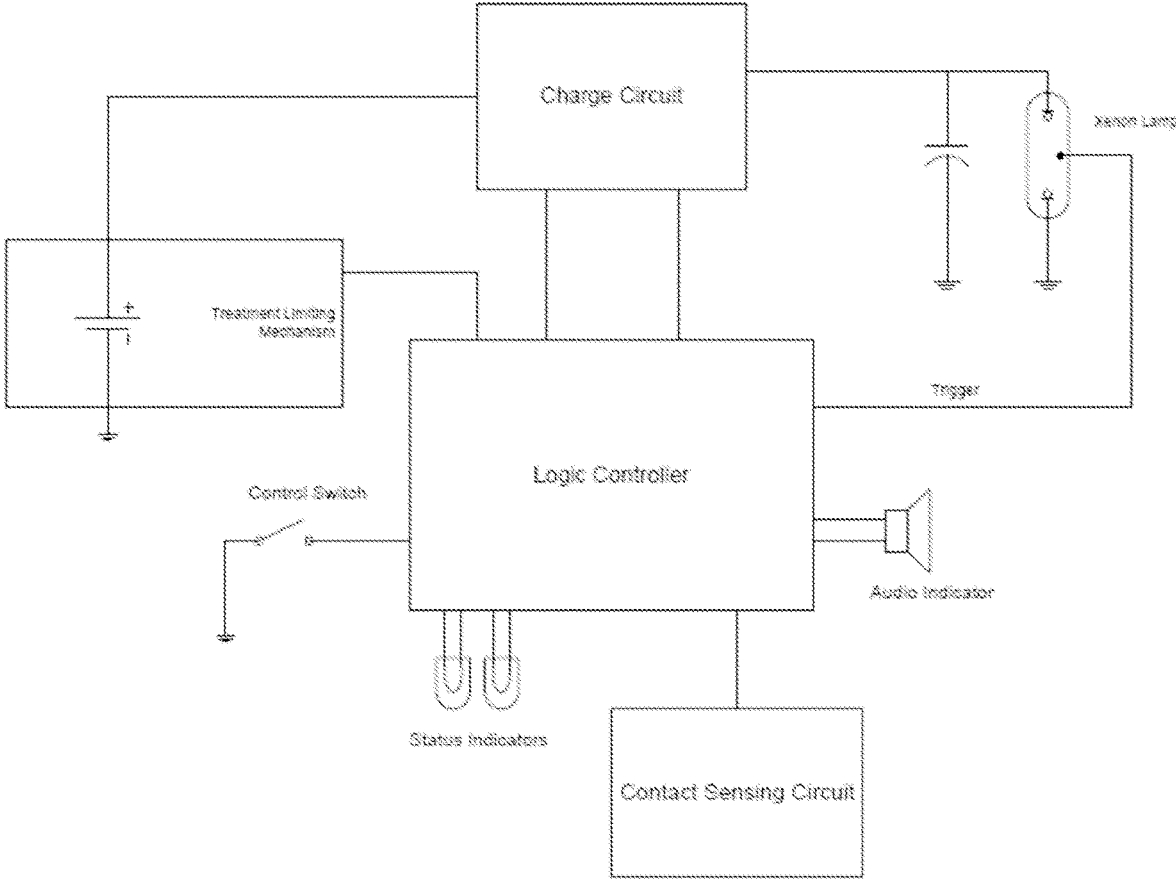 Charge Circuit
Xenon Lamp
+
Treatment Limiting
Mechanism
Trigger
Logic Controller
Control Switch
Audio Indicator
Status Indicators
Contact Sensing Circuit